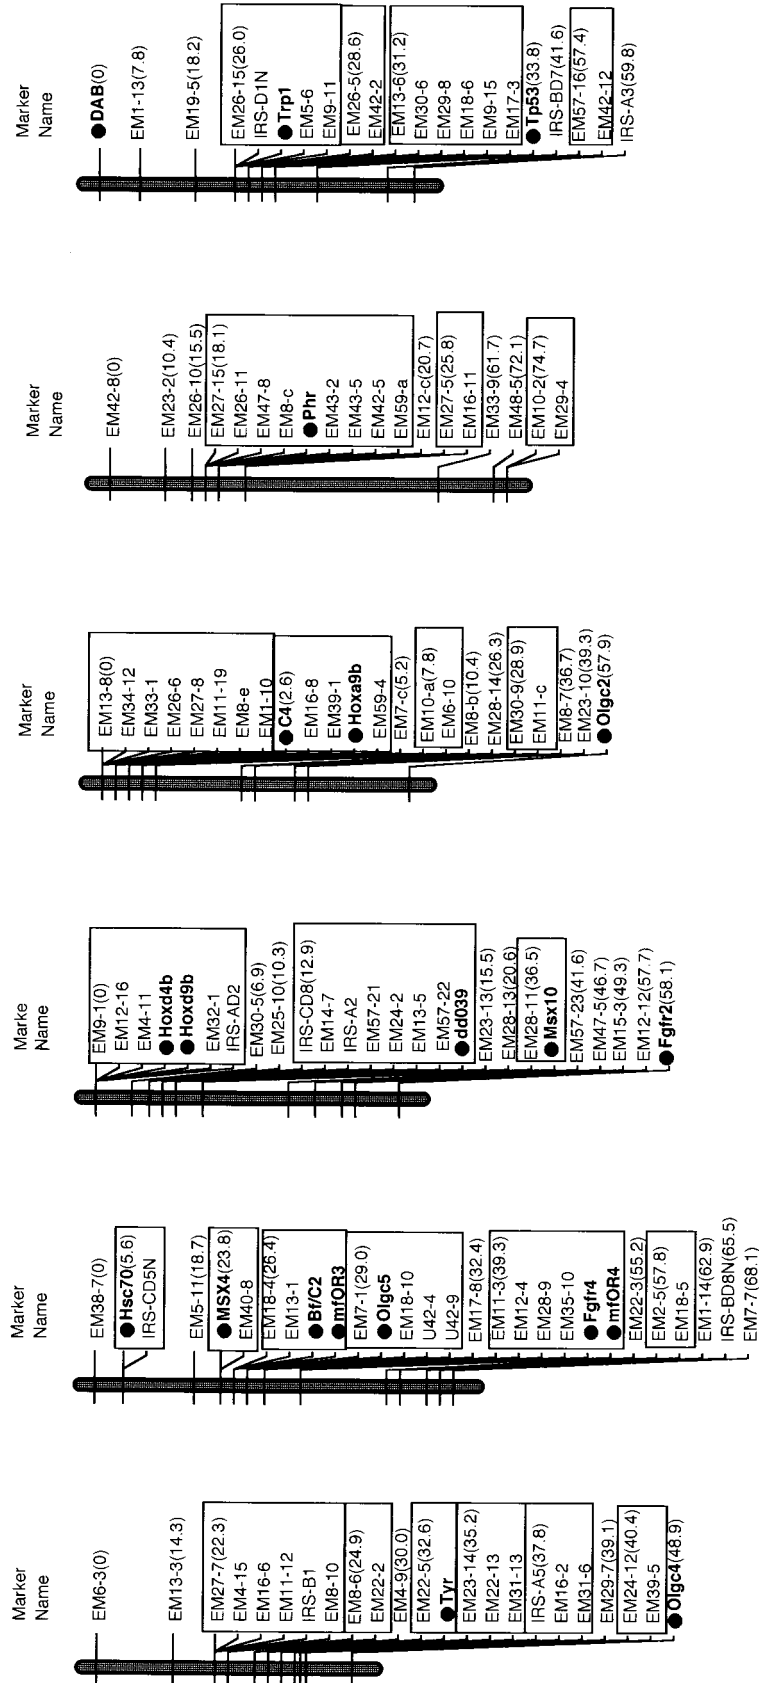 Marker
Name
●DAB(0)
EM1-13(7.8)
EM19-5(18.2)
EM26-15(26.0)
IRS-D1N
●Trp1
EM5-6
EM9-11
EM26-5(28.6)
EM42-2
EM13-6(31.2)
EM30-6
EM29-8
EM18-6
EM9-15
EM17-3
●Tp53(33.8)
IRS-BD7(41.6)
EM57-16(57.4)
EM42-12
IRS-A3(59.8)
Marker
Name
EM42-8(0)
EM23-2(10.4)
EM26-10(15.5)
EM27-15(18.1)
EM26-11
EM47-8
EM8-c
●Phr
EM43-2
EM43-5
EM42-5
EM59-a
EM12-c(20.7)
EM27-5(25.8)
EM16-11
EM33-9(61.7)
EM48-5(72.1)
EM10-2(74.7)
EM29-4
Marker
Name
EM13-8(0)
EM34-12
EM33-1
EM26-6
EM27-8
EM11-19
EM8-e
EM1-10
●C4(2.6)
EM16-8
EM39-1
●Hoxa9b
EM59-4
EM7-c(5.2)
EM10-a(7.8)
EM6-10
EM8-b(10.4)
EM28-14(26.3)
EM30-9(28.9)
EM11-c
EM8-7(36.7)
EM23-10(39.3)
●Olgc2(57.9)
Marke
Name
EM9-1(0)
EM12-16
EM4-11
●Hoxd4b
●Hoxd9b
EM32-1
IRS-AD2
EM30-5(6.9)
EM25-10(10.3)
IRS-CD8(12.9)
EM14-7
IRS-A2
EM57-21
EM24-2
EM13-5
EM57-22
●dd039
EM23-13(15.5)
EM28-13(20.6)
EM28-11(36.5)
●Msx10
EM57-23(41.6)
EM47-5(46.7)
EM15-3(49.3)
EM12-12(57.7)
●Fgfr2(58.1)
Marker
Name
EM38-7(0)
●Hsc70(5.6)
IRS-CD5N
EM5-11(18.7)
●MSX4(23.8)
EM40-8
EM18-4(26.4)
EM13-1
●Bf/C2
●mfOR3
EM7-1(29.0)
●Olgc5
EM18-10
U42-4
U42-9
EM17-8(32.4)
EM11-3(39.3)
EM12-4
EM28-9
EM35-10
●Fgfr4
●mfOR4
EM22-3(55.2)
EM2-5(57.8)
EM18-5
EM1-14(62.9)
IRS-BD8N(65.5)
EM7-7(68.1)
Marker
Name
EM6-3(0)
EM13-3(14.3)
EM27-7(22.3)
EM4-15
EM16-6
EM11-12
IRS-B1
EM8-10
EM8-6(24.9)
EM22-2
EM4-9(30.0)
EM22-5(32.6)
●Tyr
EM23-14(35.2)
EM22-13
EM31-13
IRS-A5(37.8)
EM16-2
EM31-6
EM29-7(39.1)
EM24-12(40.4)
EM39-5
●Olgc4(48.9)